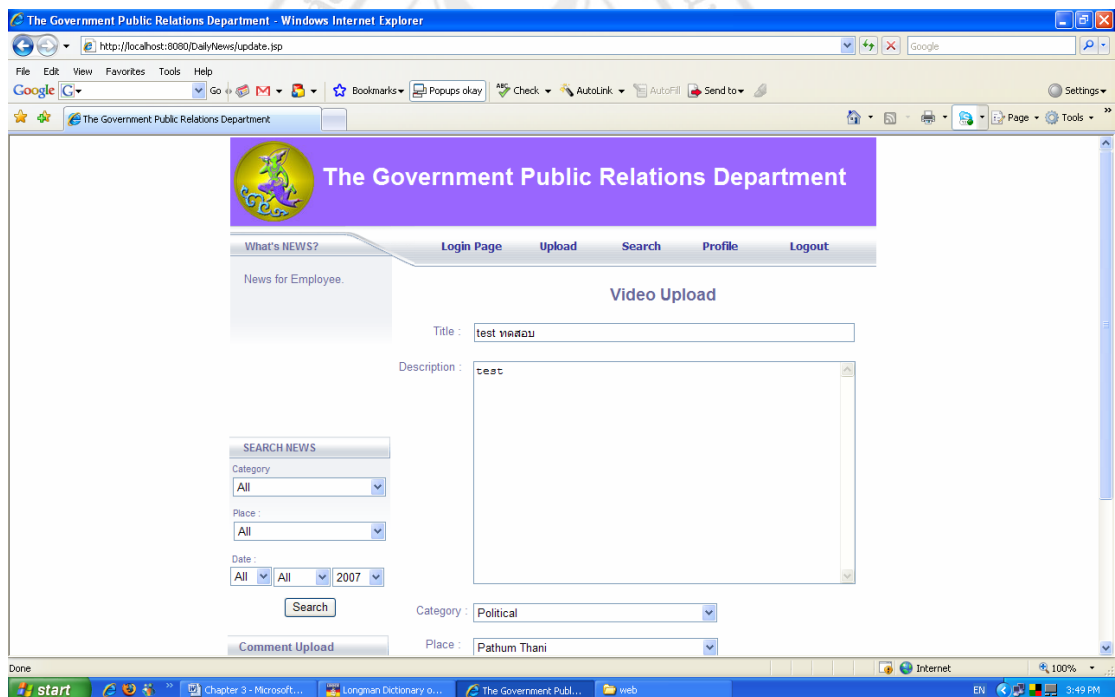 The Government Public Relations Department - Windows Internet Explorer
http://localhost:8080/DailyNews/update.jsp
Google
File Edit View Favorites Tools Help
Google G Go Bookmarks Popups okay Check AutoLink AutoFill Send to Settings
The Government Public Relations Department Page Tools
The Government Public Relations Department
What's NEWS? Login Page Upload Search Profile Logout
News for Employee.
Video Upload
Title : test ทดสอบ
Description : test
SEARCH NEWS
Category
All
Place :
All
Date :
All All 2007
Search
Category : Political
Comment Upload
Place : Pathum Thani
Done Internet 100%
start Chapter 3 - Microsoft... Longman Dictionary o... The Government Publ... web EN 3:49 PM